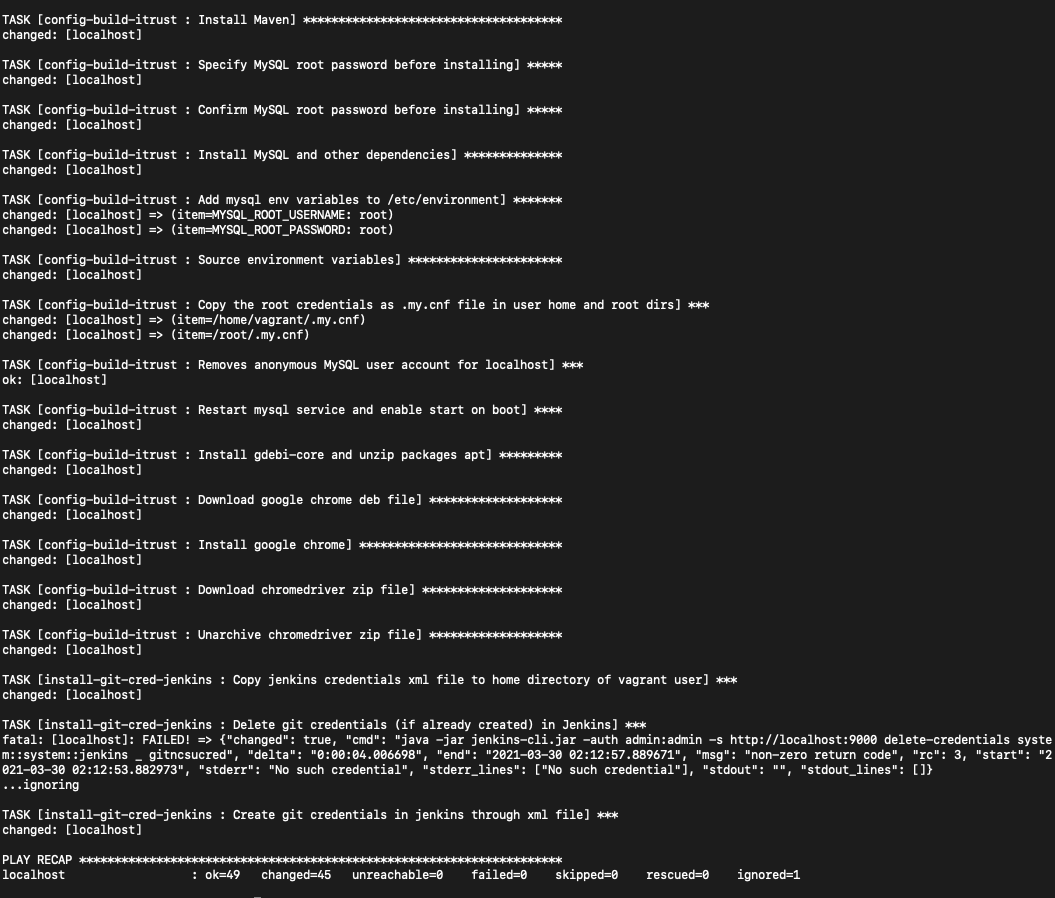 TASK [config-build-itrust : Install Maven] *************************************
changed: [localhost]
TASK [config-build-itrust : Specify MySQL root password before installing] *****
changed: [localhost]
TASK [config-build-itrust : Confirm MySQL root password before installing] *****
changed: [localhost]
TASK [config-build-itrust : Install MySQL and other dependencies] **************
changed: [localhost]
TASK [config-build-itrust : Add mysql env variables to /etc/environment] *******
changed: [localhost] => (item=MYSQL_ROOT_USERNAME: root)
changed: [localhost] => (item=MYSQL_ROOT_PASSWORD: root)
TASK [config-build-itrust : Source environment variables] **********************
changed: [localhost]
TASK [config-build-itrust : Copy the root credentials as .my.cnf file in user home and root dirs] ***
changed: [localhost] => (item=/home/vagrant/.my.cnf)
changed: [localhost] => (item=/root/.my.cnf)
TASK [config-build-itrust : Removes anonymous MySQL user account for localhost] ***
ok: [localhost]
TASK [config-build-itrust : Restart mysql service and enable start on boot] ****
changed: [localhost]
TASK [config-build-itrust : Install gdebi-core and unzip packages apt] *********
changed: [localhost]
TASK [config-build-itrust : Download google chrome deb file] *******************
changed: [localhost]
TASK [config-build-itrust : Install google chrome] *****************************
changed: [localhost]
TASK [config-build-itrust : Download chromedriver zip file] ********************
changed: [localhost]
TASK [config-build-itrust : Unarchive chromedriver zip file] *******************
changed: [localhost]
TASK [install-git-cred-jenkins : Copy jenkins credentials xml file to home directory of vagrant user] ***
changed: [localhost]
TASK [install-git-cred-jenkins : Delete git credentials (if already created) in Jenkins] ***
fatal: [localhost]: FAILED! => {"changed": true, "cmd": "java -jar jenkins-cli.jar -auth admin:admin -s http://localhost:9000 delete-credentials syste
m::system::jenkins _ gitncsucred", "delta": "0:00:04.006698", "end": "2021-03-30 02:12:57.889671", "msg": "non-zero return code", "rc": 3, "start": "2
021-03-30 02:12:53.882973", "stderr": "No such credential", "stderr_lines": ["No such credential"], "stdout": "", "stdout_lines": []}
...ignoring
TASK [install-git-cred-jenkins : Create git credentials in jenkins through xml file] ***
changed: [localhost]
PLAY RECAP *********************************************************************
localhost                  : ok=49   changed=45   unreachable=0    failed=0    skipped=0    rescued=0    ignored=1